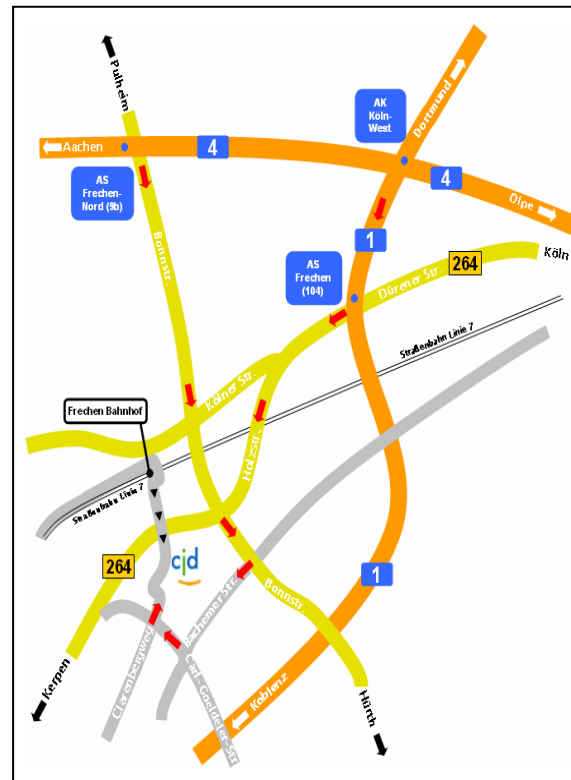 Pulheim
AK
Köln-
West
Dortmund
Aachen
4
AS
Frechen-
Nord (9b)
4
Olpe
Bonnstr.
1
AS
Frechen
(104)
Dürener Str.
264
Köln
Straßenbahn Linie 7
Kölner Str.
Frechen Bahnhof
Holzstr.
Straßenbahn Linie 7
cjd
264
1
Bachemer Str.
Bonnstr.
Clarenbergweg
Carl-Goeldeler-Str
Kerpen
Koblenz
Hürth